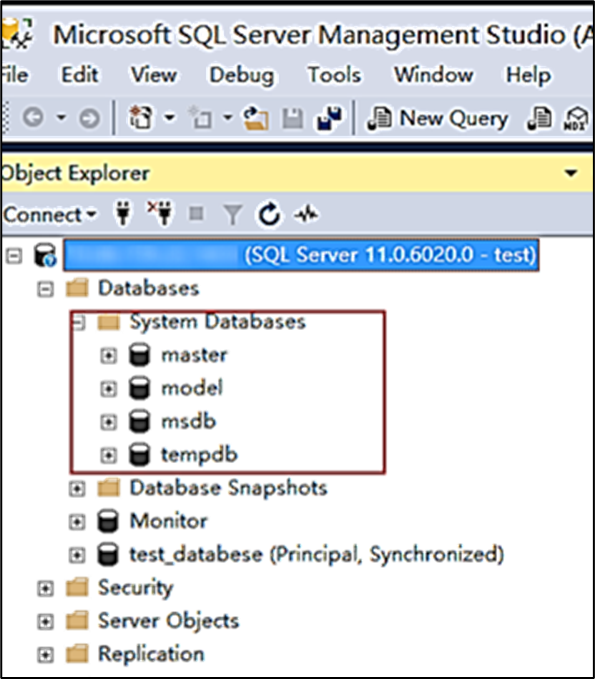 Microsoft SQL Server Management Studio (A
File Edit View Debug Tools Window Help
New Query MDX
Object Explorer
Connect
(SQL Server 11.0.6020.0 - test)
Databases
System Databases
master
model
msdb
tempdb
Database Snapshots
Monitor
test_databese (Principal, Synchronized)
Security
Server Objects
Replication